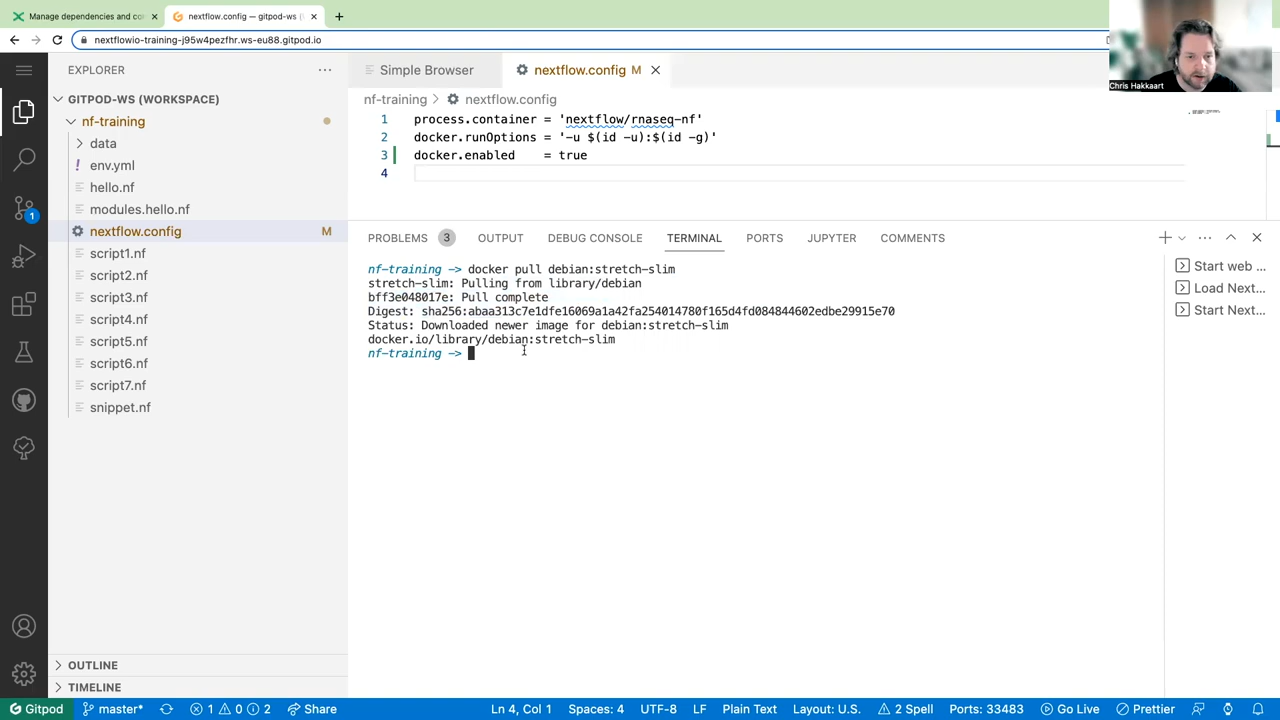 Manage dependencies and co
nextflow.config — gitpod-ws (
nextflowio-training-j95w4pezfhr.ws-eu88.gitpod.io
Chris Hakkaart
EXPLORER
GITPOD-WS (WORKSPACE)
nf-training
data
env.yml
hello.nf
modules.hello.nf
nextflow.config M
script1.nf
script2.nf
script3.nf
script4.nf
script5.nf
script6.nf
script7.nf
snippet.nf
OUTLINE
TIMELINE
1
Simple Browser
nextflow.config M
nf-training > nextflow.config
1 process.container = 'nextflow/rnaseq-nf'
2 docker.runOptions = '-u $(id -u):$(id -g)'
3 docker.enabled = true
4
PROBLEMS 3 OUTPUT DEBUG CONSOLE TERMINAL PORTS JUPYTER COMMENTS
nf-training -> docker pull debian:stretch-slim
stretch-slim: Pulling from library/debian
bff3e048017e: Pull complete
Digest: sha256:abaa313c7e1dfe16069a1a42fa254014780f165d4fd084844602edbe29915e70
Status: Downloaded newer image for debian:stretch-slim
docker.io/library/debian:stretch-slim
nf-training ->
Start web ...
Load Next...
Start Next...
Gitpod master* 1 0 2 Share Ln 4, Col 1 Spaces: 4 UTF-8 LF Plain Text Layout: U.S. 2 Spell Ports: 33483 Go Live Prettier